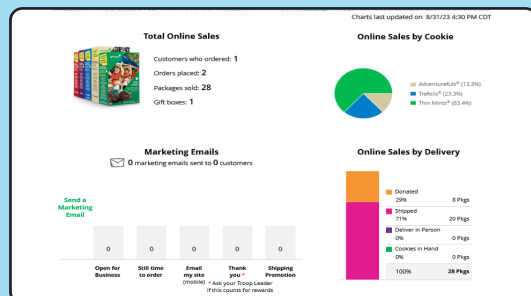 Charts last updated on 8/31/23 4:30 PM CDT
Total Online Sales
Customers who ordered: 1
Orders placed: 2
Packages sold: 28
Gift boxes: 1
Online Sales by Cookie
Adventurefuls® (13.3%)
Trefoils® (23.3%)
Thin Mints® (63.4%)
Marketing Emails
0 marketing emails sent to 0 customers
Send a
Marketing
Email
0 0 0 0 0
Open for Business
Still time to order
Email my site (mobile)
Thank you *
Shipping Promotion
* Ask your Troop Leader
if this counts for rewards
Online Sales by Delivery
Donated
29% 8 Pkgs
Shipped
71% 20 Pkgs
Deliver in Person
0% 0 Pkgs
Cookies in Hand
0% 0 Pkgs
100% 28 Pkgs